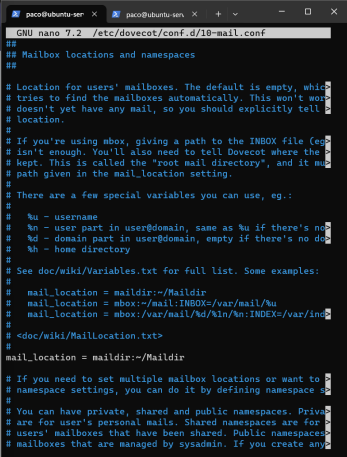 paco@ubuntu-serv
paco@ubuntu-serv
GNU nano 7.2 /etc/dovecot/conf.d/10-mail.conf
##
## Mailbox locations and namespaces
##
# Location for users' mailboxes. The default is empty, whic>
# tries to find the mailboxes automatically. This won't wor>
# doesn't yet have any mail, so you should explicitly tell >
# location.
#
# If you're using mbox, giving a path to the INBOX file (eg>
# isn't enough. You'll also need to tell Dovecot where the >
# kept. This is called the "root mail directory", and it mu>
# path given in the mail_location setting.
#
# There are a few special variables you can use, eg.:
#
# %u - username
# %n - user part in user@domain, same as %u if there's no>
# %d - domain part in user@domain, empty if there's no do>
# %h - home directory
#
# See doc/wiki/Variables.txt for full list. Some examples:
#
# mail_location = maildir:~/Maildir
# mail_location = mbox:~/mail:INBOX=/var/mail/%u
# mail_location = mbox:/var/mail/%d/%1n/%n:INDEX=/var/ind>
#
# <doc/wiki/MailLocation.txt>
#
mail_location = maildir:~/Maildir
# If you need to set multiple mailbox locations or want to >
# namespace settings, you can do it by defining namespace s>
#
# You can have private, shared and public namespaces. Priva>
# are for user's personal mails. Shared namespaces are for >
# users' mailboxes that have been shared. Public namespaces>
# mailboxes that are managed by sysadmin. If you create any>